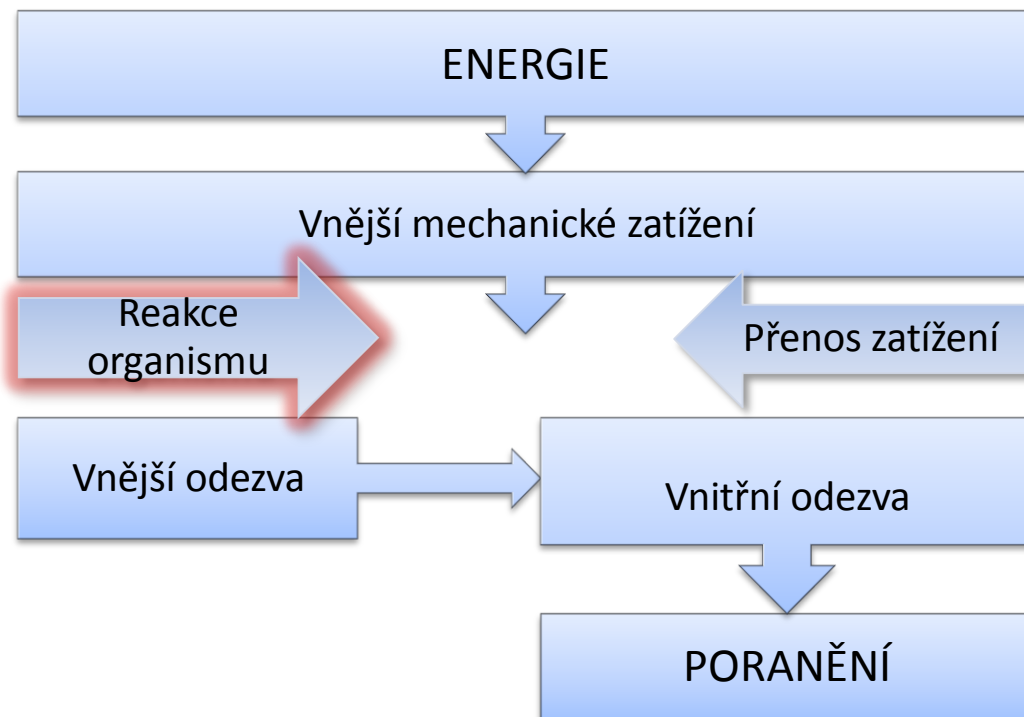 ENERGIE
Vnější mechanické zatížení
Reakce
organismu
Přenos zatížení
Vnější odezva
Vnitřní odezva
PORANĚNÍ